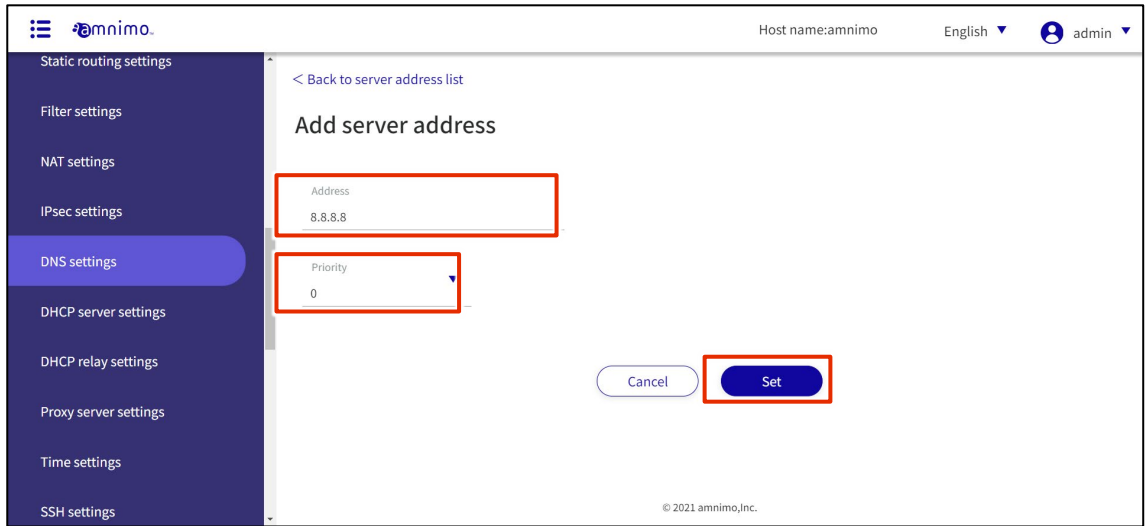 amnimo
Host name:amnimo
English
admin
Static routing settings
Filter settings
NAT settings
IPsec settings
DNS settings
DHCP server settings
DHCP relay settings
Proxy server settings
Time settings
SSH settings
< Back to server address list
Add server address
Address
8.8.8.8
Priority
0
Cancel
Set
© 2021 amnimo,Inc.